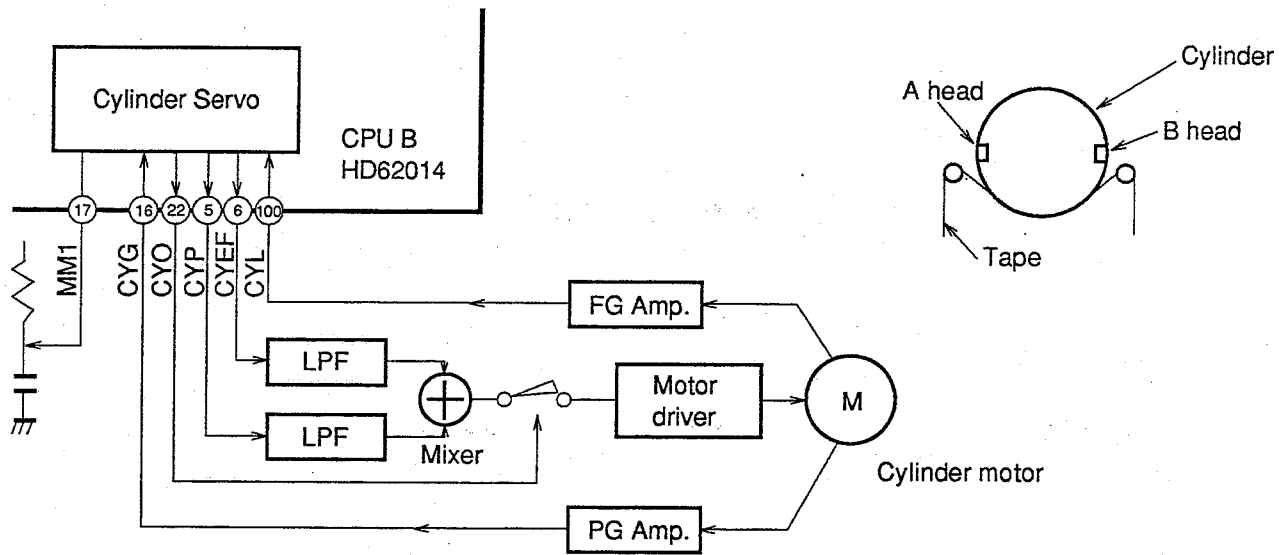 Cylinder Servo
CPU B
HD62014
17
16
22
5
6
100
MM1
CYG
CYO
CYP
CYEF
CYL
FG Amp.
LPF
LPF
Mixer
Motor
driver
M
Cylinder motor
PG Amp.
Cylinder
A head
B head
Tape